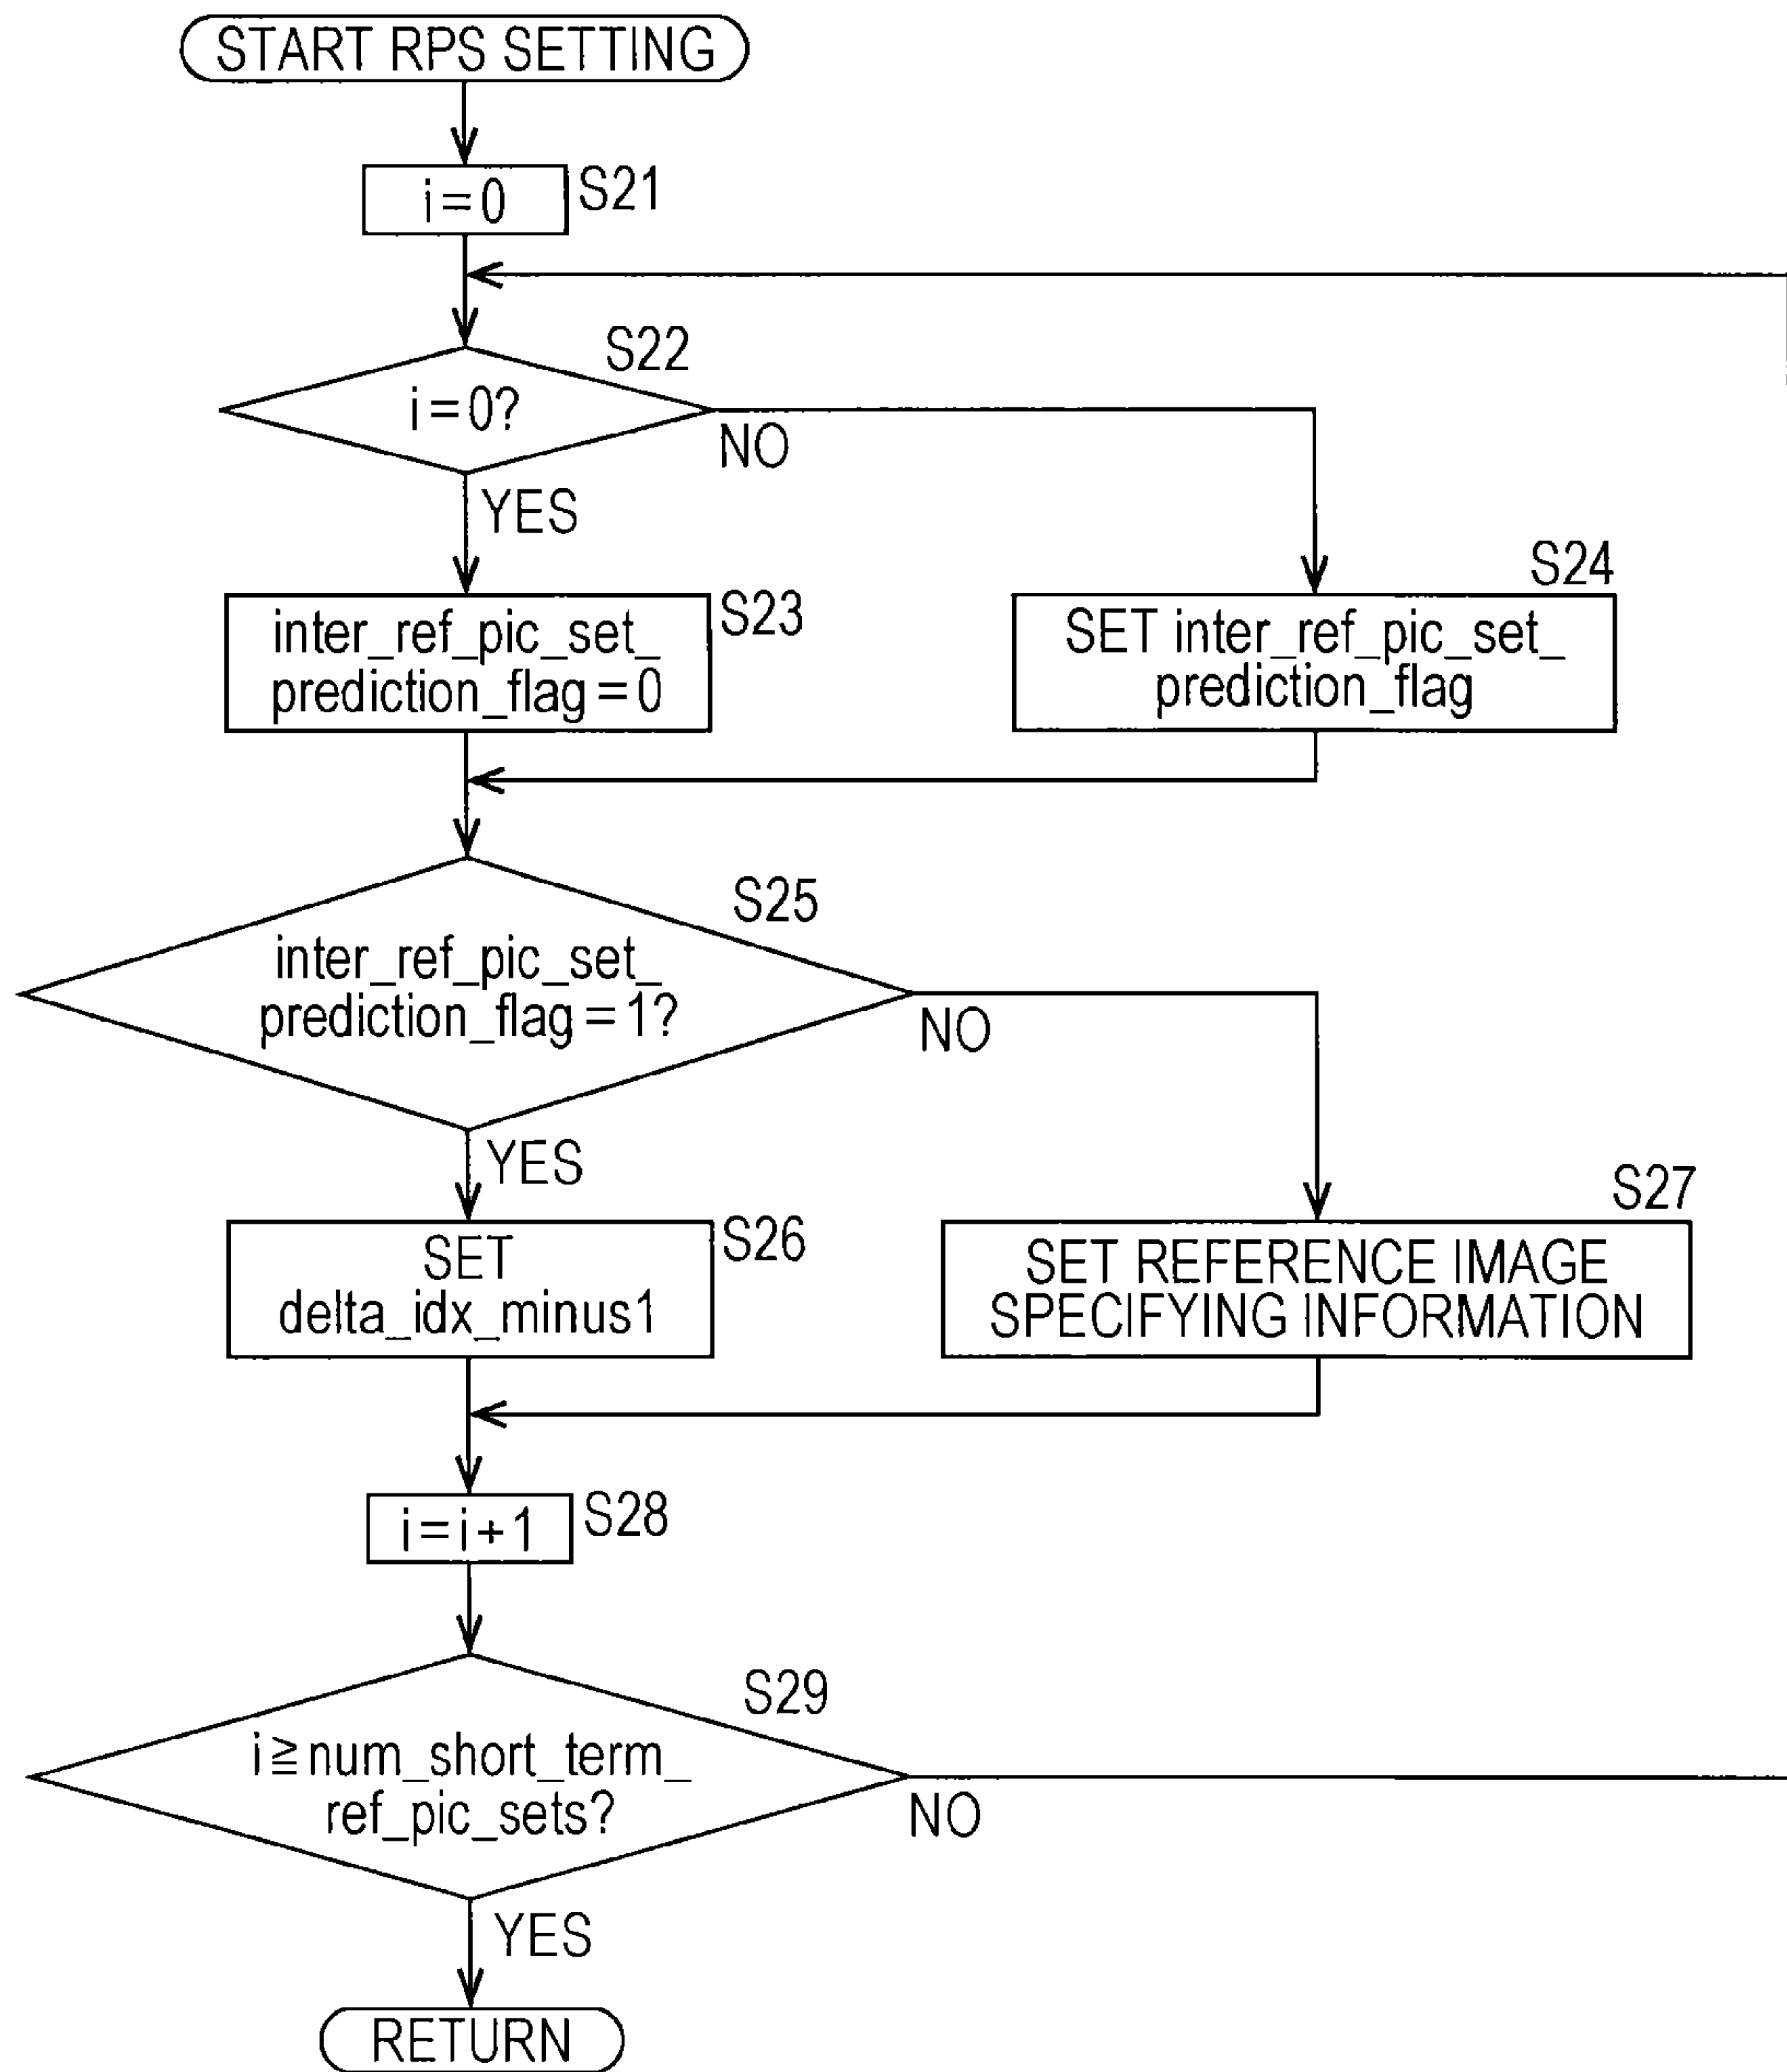 START RPS SETTING
i=0
S21
S22
i=0?
NO
YES
S23
inter_ref_pic_set_
prediction_flag=0
S24
SET inter_ref_pic_set_
prediction_flag
S25
inter_ref_pic_set_
prediction_flag=1?
NO
YES
S26
SET
delta_idx_minus1
S27
SET REFERENCE IMAGE
SPECIFYING INFORMATION
i=i+1
S28
S29
i≧num_short_term_
ref_pic_sets?
NO
YES
RETURN